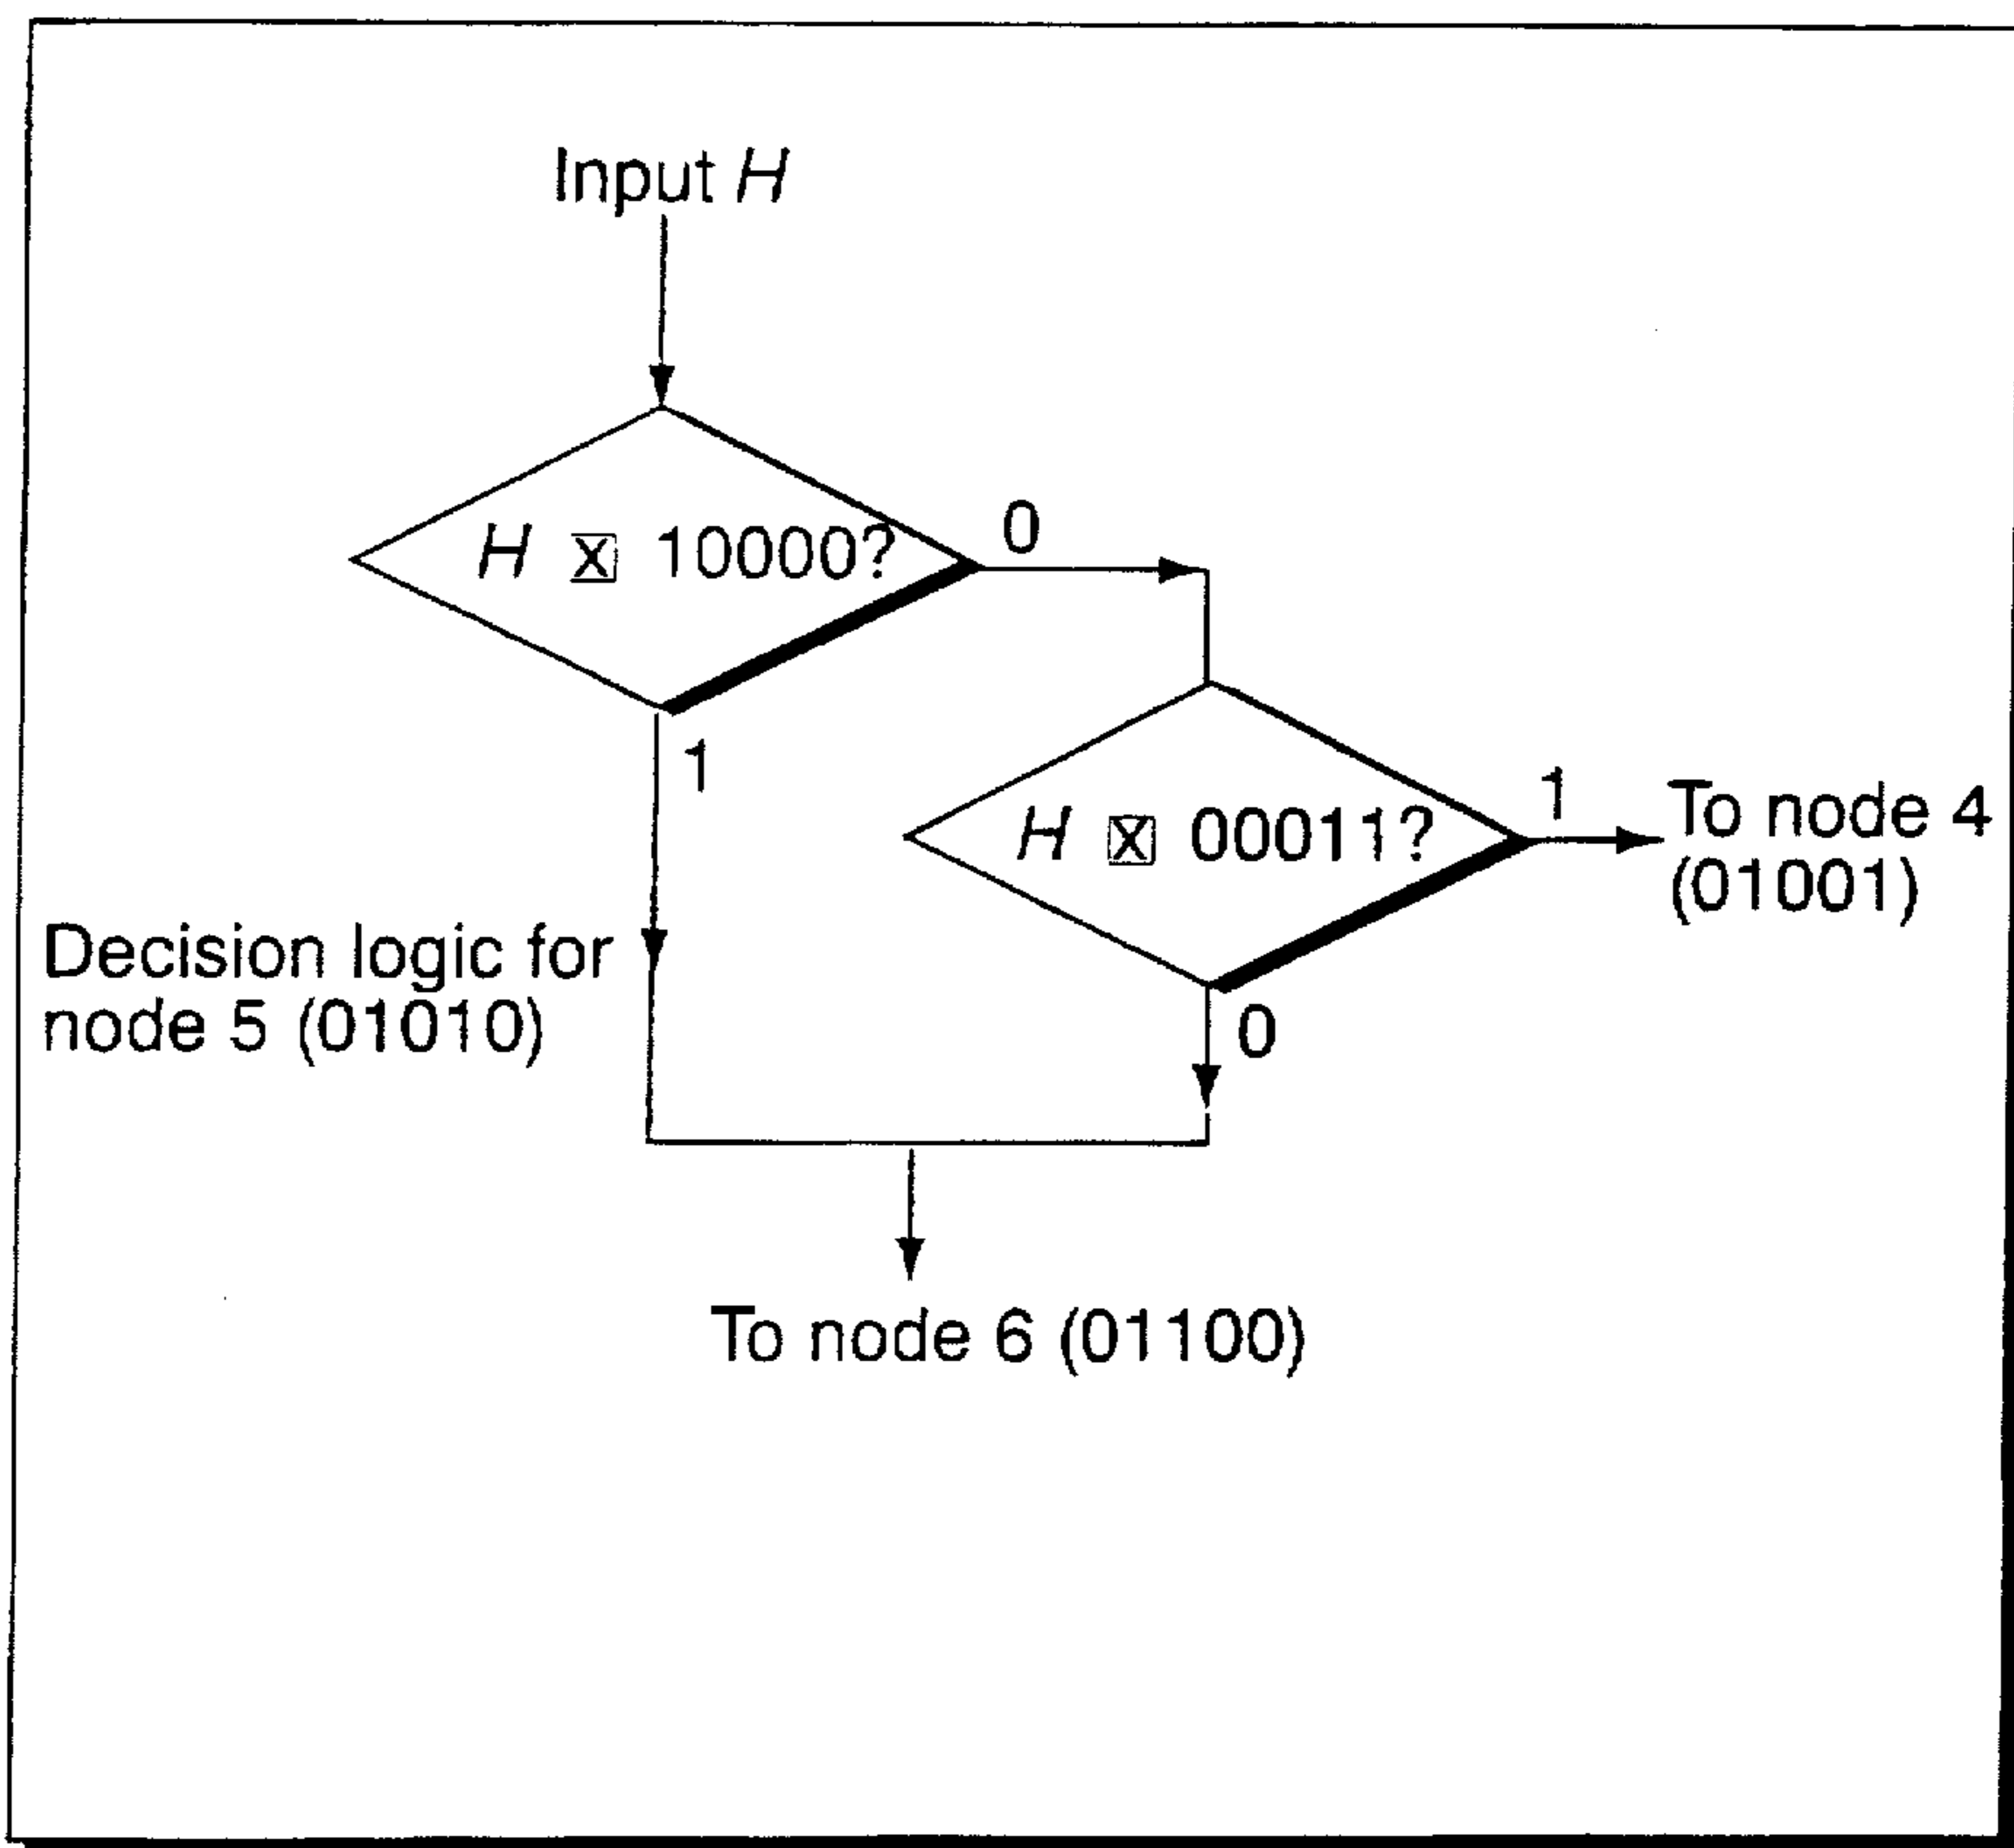 Input H
H ☒ 10000?
0
1
H ☒ 00011?
1
To node 4
(01001)
Decision logic for
node 5 (01010)
0
To node 6 (01100)